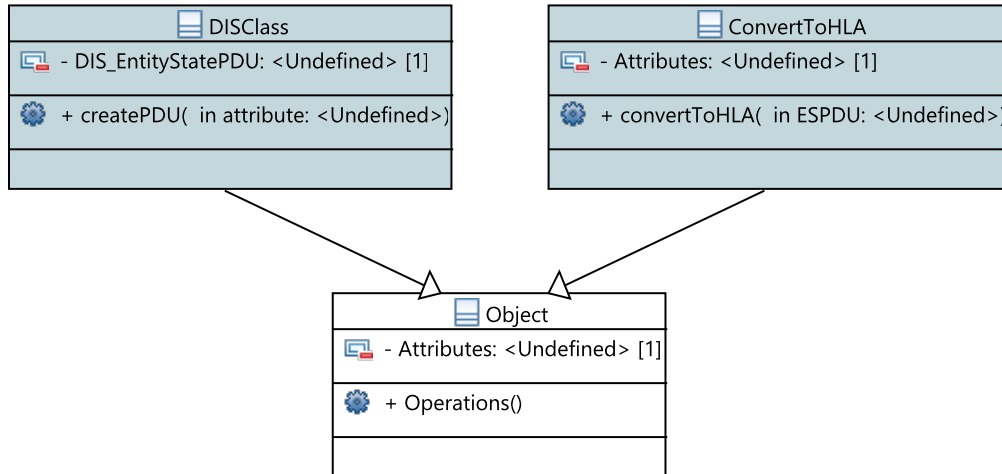 DISClass
- DIS_EntityStatePDU: <Undefined> [1]
+ createPDU(  in attribute: <Undefined>)
ConvertToHLA
- Attributes: <Undefined> [1]
+ convertToHLA(  in ESPDU: <Undefined>)
Object
- Attributes: <Undefined> [1]
+ Operations()